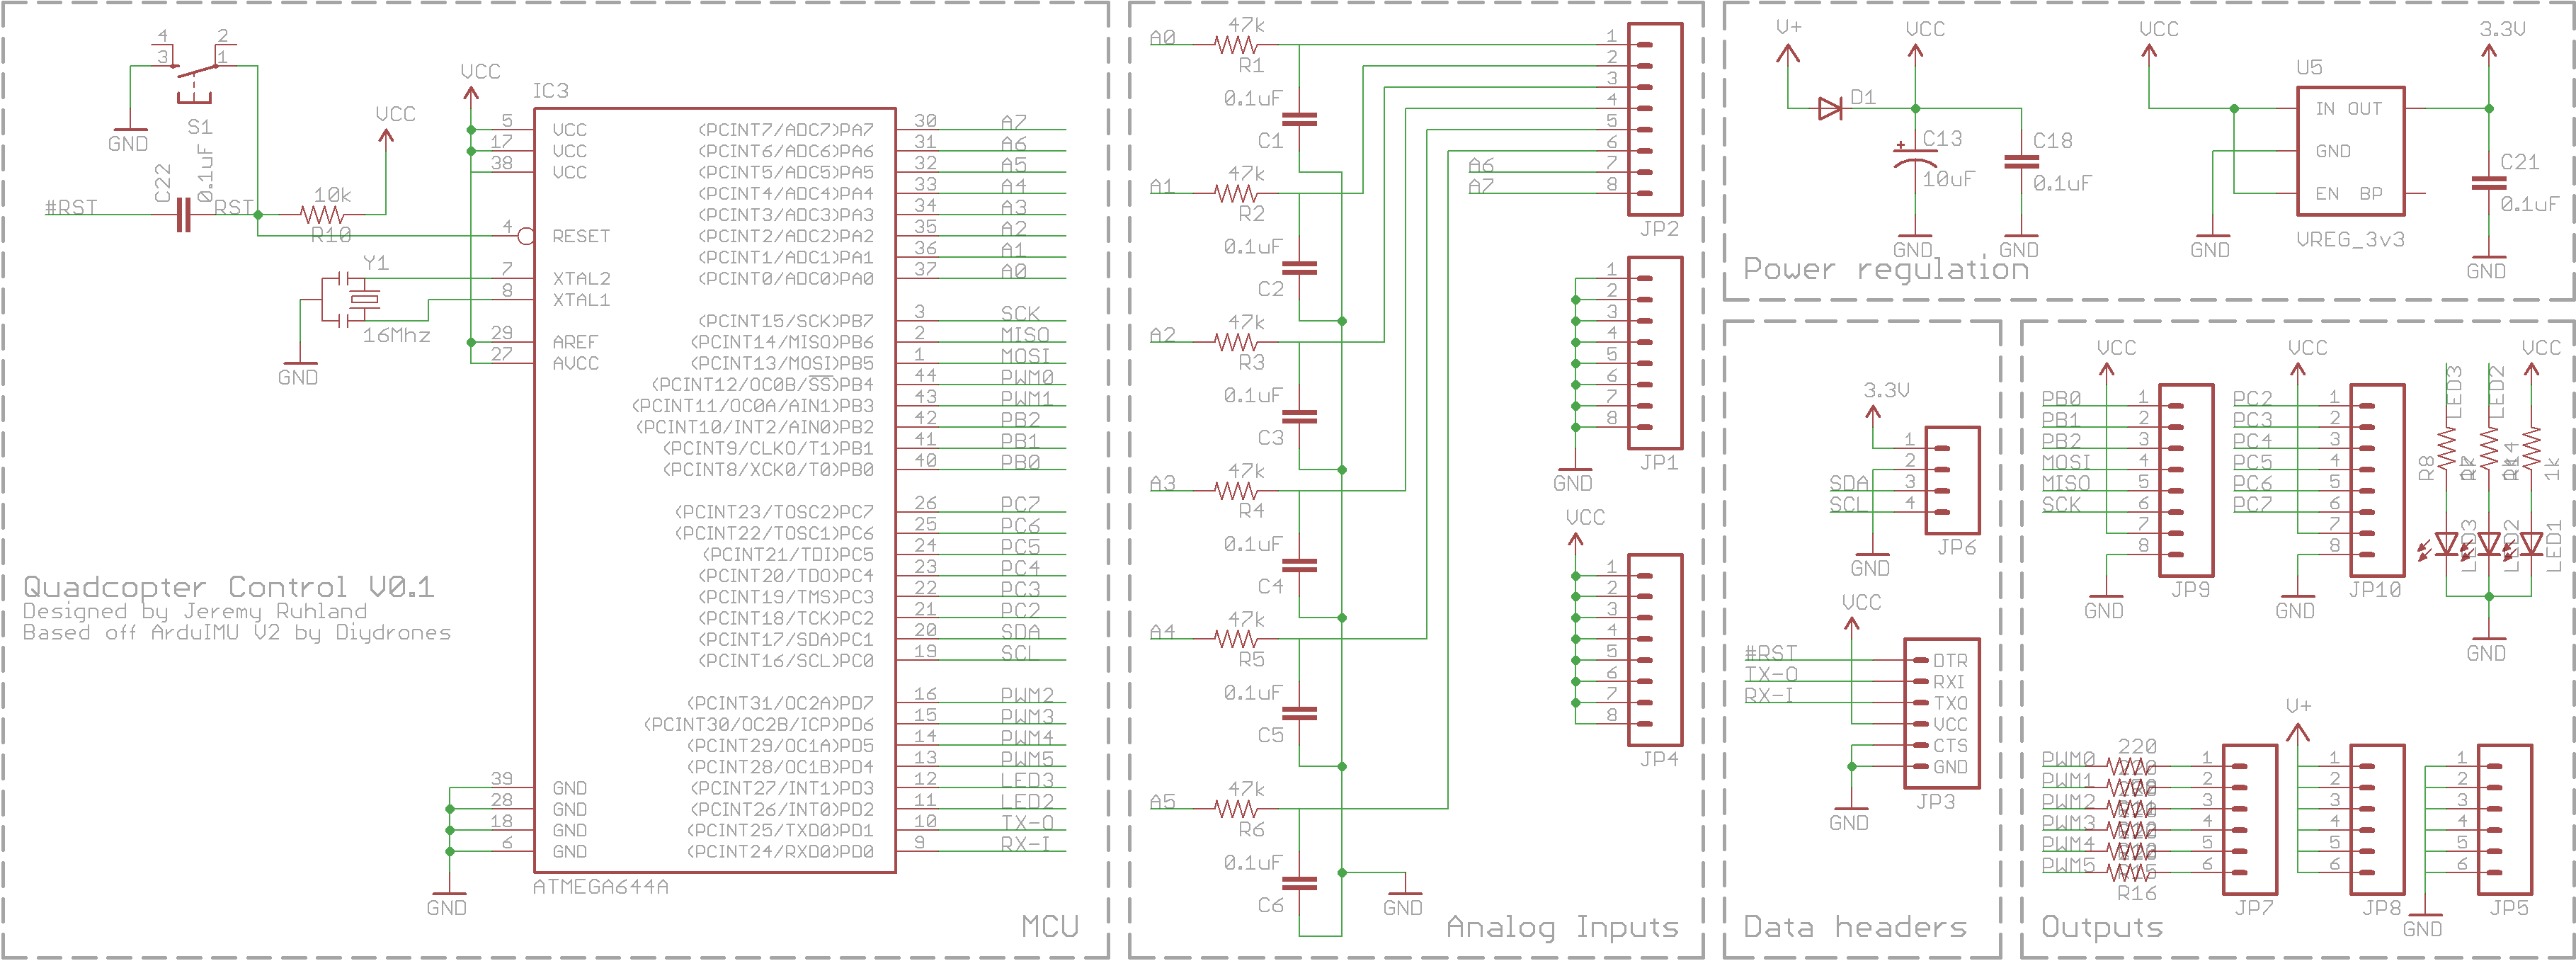 4 2
3 1
S1
GND
VCC
C22
0.1uF
#RST
RST
10k
R10
Y1
16Mhz
GND
VCC
IC3
5 VCC
17 VCC
38 VCC
4 RESET
7 XTAL2
8 XTAL1
29 AREF
27 AVCC
39 GND
28 GND
18 GND
6 GND
GND
(PCINT7/ADC7)PA7 30 A7
(PCINT6/ADC6)PA6 31 A6
(PCINT5/ADC5)PA5 32 A5
(PCINT4/ADC4)PA4 33 A4
(PCINT3/ADC3)PA3 34 A3
(PCINT2/ADC2)PA2 35 A2
(PCINT1/ADC1)PA1 36 A1
(PCINT0/ADC0)PA0 37 A0
(PCINT15/SCK)PB7 3 SCK
(PCINT14/MISO)PB6 2 MISO
(PCINT13/MOSI)PB5 1 MOSI
(PCINT12/OC0B/SS)PB4 44 PWM0
(PCINT11/OC0A/AIN1)PB3 43 PWM1
(PCINT10/INT2/AIN0)PB2 42 PB2
(PCINT9/CLKO/T1)PB1 41 PB1
(PCINT8/XCK0/T0)PB0 40 PB0
(PCINT23/TOSC2)PC7 26 PC7
(PCINT22/TOSC1)PC6 25 PC6
(PCINT21/TDI)PC5 24 PC5
(PCINT20/TDO)PC4 23 PC4
(PCINT19/TMS)PC3 22 PC3
(PCINT18/TCK)PC2 21 PC2
(PCINT17/SDA)PC1 20 SDA
(PCINT16/SCL)PC0 19 SCL
(PCINT31/OC2A)PD7 16 PWM2
(PCINT30/OC2B/ICP)PD6 15 PWM3
(PCINT29/OC1A)PD5 14 PWM4
(PCINT28/OC1B)PD4 13 PWM5
(PCINT27/INT1)PD3 12 LED3
(PCINT26/INT0)PD2 11 LED2
(PCINT25/TXD0)PD1 10 TX-O
(PCINT24/RXD0)PD0 9 RX-I
ATMEGA644A
Quadcopter Control V0.1
Designed by Jeremy Ruhland
Based off ArduIMU V2 by Diydrones
MCU
A0 47k R1
0.1uF C1
A1 47k R2
0.1uF C2
A2 47k R3
0.1uF C3
A3 47k R4
0.1uF C4
A4 47k R5
0.1uF C5
A5 47k R6
0.1uF C6
GND
1
2
3
4
5
6
A6 7
A7 8
JP2
1
2
3
4
5
6
7
8
JP1
GND
VCC
1
2
3
4
5
6
7
8
JP4
Analog Inputs
V+
D1
VCC
C13
10uF
GND
C18
0.1uF
GND
VCC
U5
IN OUT
GND
EN BP
VREG_3v3
GND
3.3V
C21
0.1uF
GND
Power regulation
3.3V
1
2
SDA 3
SCL 4
JP6
GND
VCC
#RST DTR
TX-O RXI
RX-I TXO
VCC
CTS
GND
JP3
GND
Data headers
VCC
PB0 1
PB1 2
PB2 3
MOSI 4
MISO 5
SCK 6
7
8
JP9
GND
VCC
PC2 1
PC3 2
PC4 3
PC5 4
PC6 5
PC7 6
7
8
JP10
GND
LED3
LED2
VCC
R8
1k
LED1
GND
PWM0 220 1
PWM1 2
PWM2 3
PWM3 4
PWM4 5
PWM5 6
R16
JP7
V+
1
2
3
4
5
6
JP8
1
2
3
4
5
6
JP5
GND
Outputs